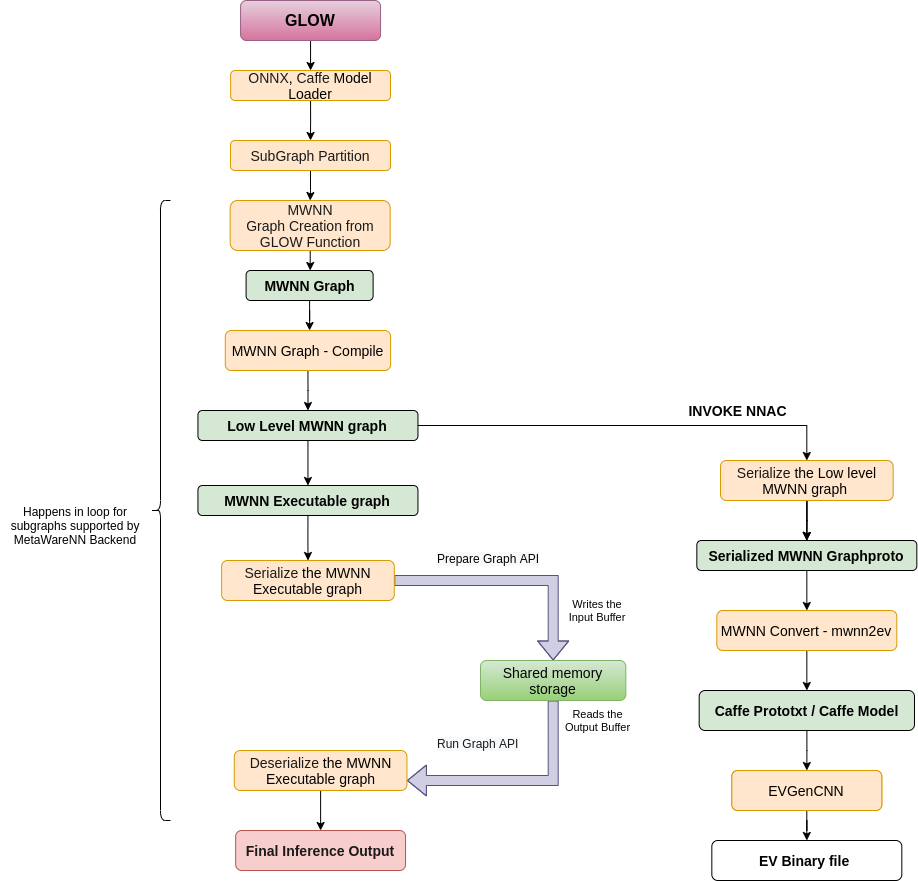 GLOW
ONNX, Caffe Model
Loader
SubGraph Partition
MWNN
Graph Creation from
GLOW Function
MWNN Graph
MWNN Graph - Compile
Low Level MWNN graph
MWNN Executable graph
Happens in loop for
subgraphs supported by
MetaWareNN Backend
Serialize the MWNN
Executable graph
Prepare Graph API
Writes the
Input Buffer
Shared memory
storage
Reads the
Output Buffer
Run Graph API
Deserialize the MWNN
Executable graph
Final Inference Output
INVOKE NNAC
Serialize the Low level
MWNN graph
Serialized MWNN Graphproto
MWNN Convert - mwnn2ev
Caffe Prototxt / Caffe Model
EVGenCNN
EV Binary file